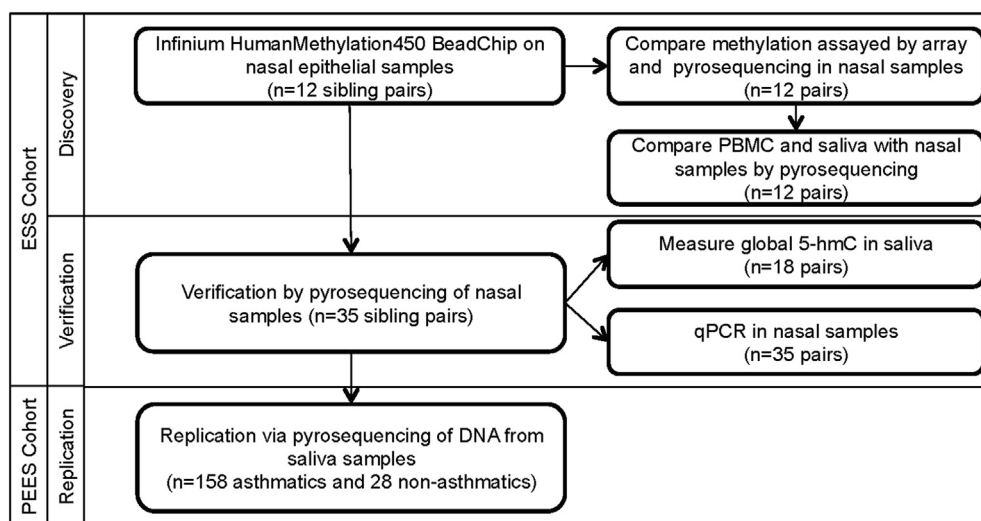 ESS Cohort
Discovery
Infinium HumanMethylation450 BeadChip on
nasal epithelial samples
(n=12 sibling pairs)
Compare methylation assayed by array
and pyrosequencing in nasal samples
(n=12 pairs)
Compare PBMC and saliva with nasal
samples by pyrosequencing
(n=12 pairs)
Verification
Verification by pyrosequencing of nasal
samples (n=35 sibling pairs)
Measure global 5-hmC in saliva
(n=18 pairs)
qPCR in nasal samples
(n=35 pairs)
PEES Cohort
Replication
Replication via pyrosequencing of DNA from
saliva samples
(n=158 asthmatics and 28 non-asthmatics)